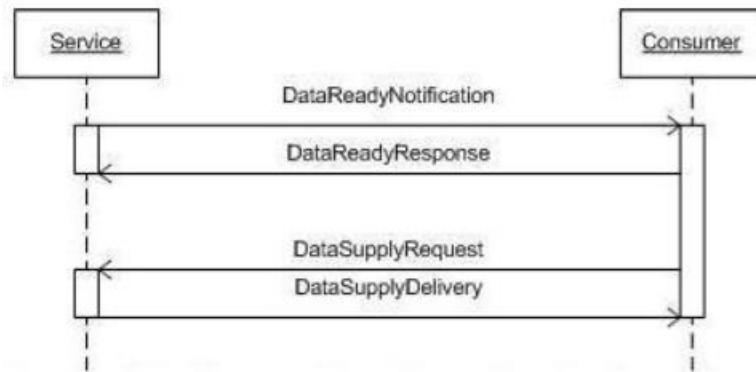 Service
Consumer
DataReadyNotification
DataReadyResponse
DataSupplyRequest
DataSupplyDelivery